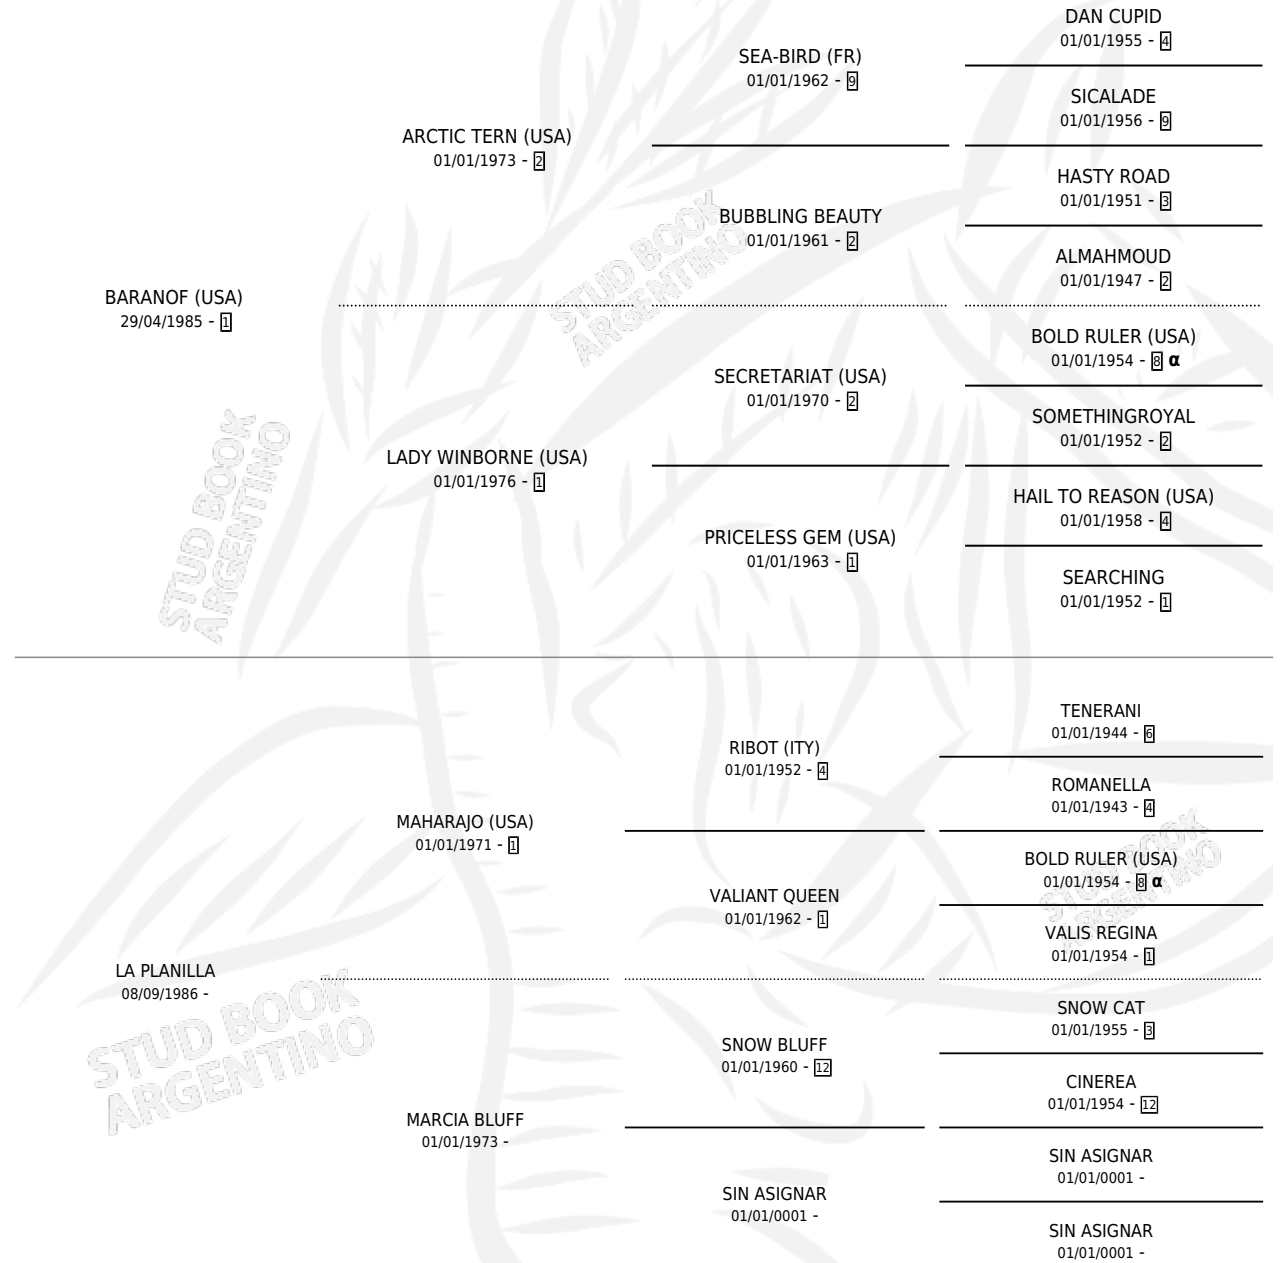 DAN CUPID
01/01/1955 - 4
SEA-BIRD (FR)
01/01/1962 - 9
SICALADE
01/01/1956 - 9
ARCTIC TERN (USA)
01/01/1973 - 2
HASTY ROAD
01/01/1951 - 3
BUBBLING BEAUTY
01/01/1961 - 2
ALMAHMOUD
01/01/1947 - 2
BARANOF (USA)
29/04/1985 - 1
BOLD RULER (USA)
01/01/1954 - 8 α
SECRETARIAT (USA)
01/01/1970 - 2
SOMETHINGROYAL
01/01/1952 - 2
LADY WINBORNE (USA)
01/01/1976 - 1
HAIL TO REASON (USA)
01/01/1958 - 4
PRICELESS GEM (USA)
01/01/1963 - 1
SEARCHING
01/01/1952 - 1
TENERANI
01/01/1944 - 6
RIBOT (ITY)
01/01/1952 - 4
ROMANELLA
01/01/1943 - 4
MAHARAJO (USA)
01/01/1971 - 1
BOLD RULER (USA)
01/01/1954 - 8 α
VALIANT QUEEN
01/01/1962 - 1
VALIS REGINA
01/01/1954 - 1
LA PLANILLA
08/09/1986 -
SNOW CAT
01/01/1955 - 3
SNOW BLUFF
01/01/1960 - 12
CINEREA
01/01/1954 - 12
MARCIA BLUFF
01/01/1973 -
SIN ASIGNAR
01/01/0001 -
SIN ASIGNAR
01/01/0001 -
SIN ASIGNAR
01/01/0001 -
STUD BOOK
ARGENTINO
STUD BOOK
ARGENTINO
STUD BOOK
ARGENTINO
STUD BOOK
ARGENTINO